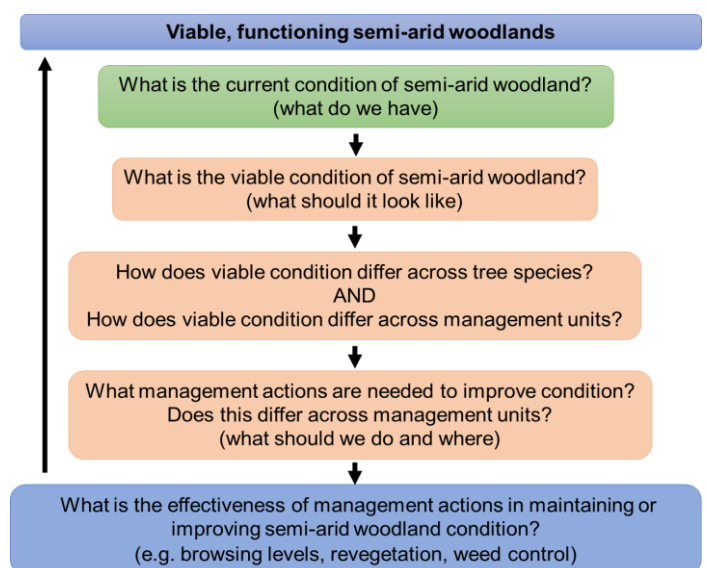 Viable, functioning semi-arid woodlands
What is the current condition of semi-arid woodland?
(what do we have)
What is the viable condition of semi-arid woodland?
(what should it look like)
How does viable condition differ across tree species?
AND
How does viable condition differ across management units?
What management actions are needed to improve condition?
Does this differ across management units?
(what should we do and where)
What is the effectiveness of management actions in maintaining or
improving semi-arid woodland condition?
(e.g. browsing levels, revegetation, weed control)